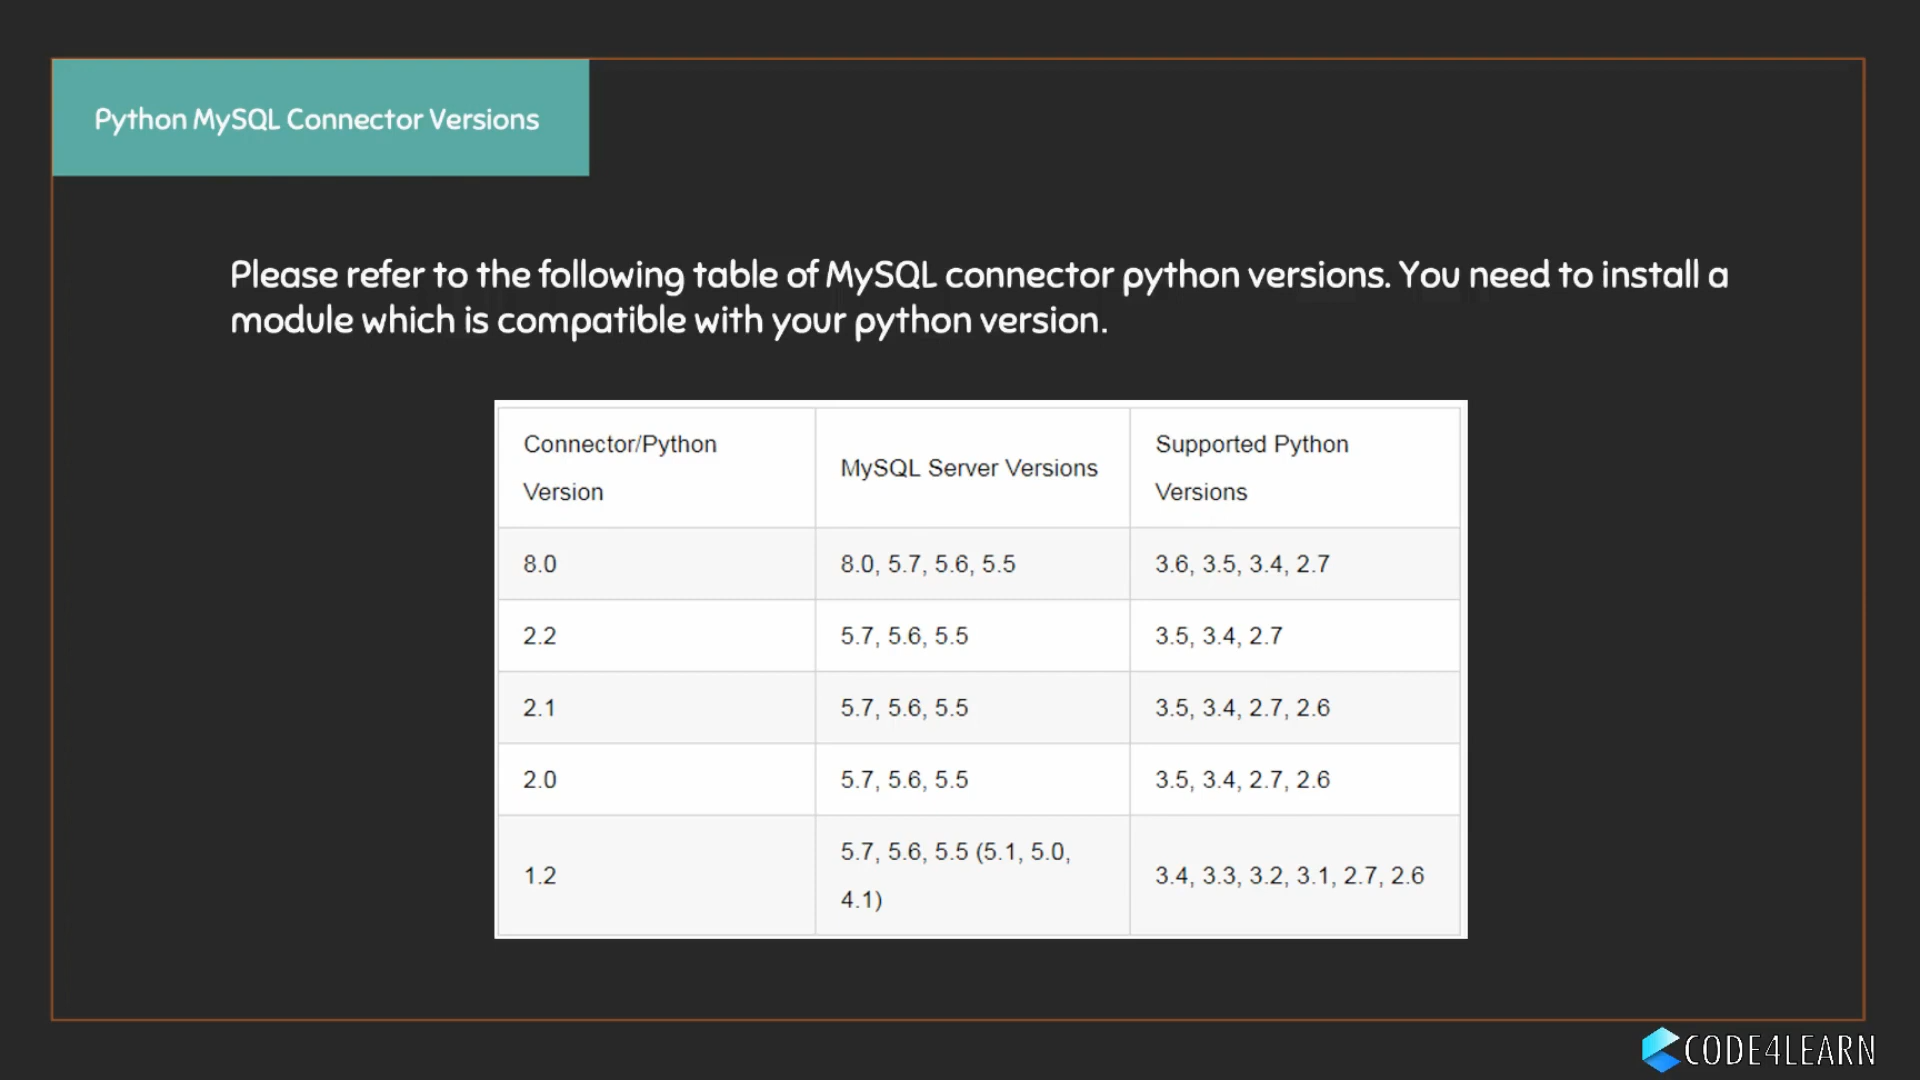 Python MySQL Connector Versions
Please refer to the following table of MySQL connector python versions. You need to install a
module which is compatible with your python version.
Connector/Python
Version
MySQL Server Versions
Supported Python
Versions
8.0
8.0, 5.7, 5.6, 5.5
3.6, 3.5, 3.4, 2.7
2.2
5.7, 5.6, 5.5
3.5, 3.4, 2.7
2.1
5.7, 5.6, 5.5
3.5, 3.4, 2.7, 2.6
2.0
5.7, 5.6, 5.5
3.5, 3.4, 2.7, 2.6
1.2
5.7, 5.6, 5.5 (5.1, 5.0,
4.1)
3.4, 3.3, 3.2, 3.1, 2.7, 2.6
CODE4LEARN